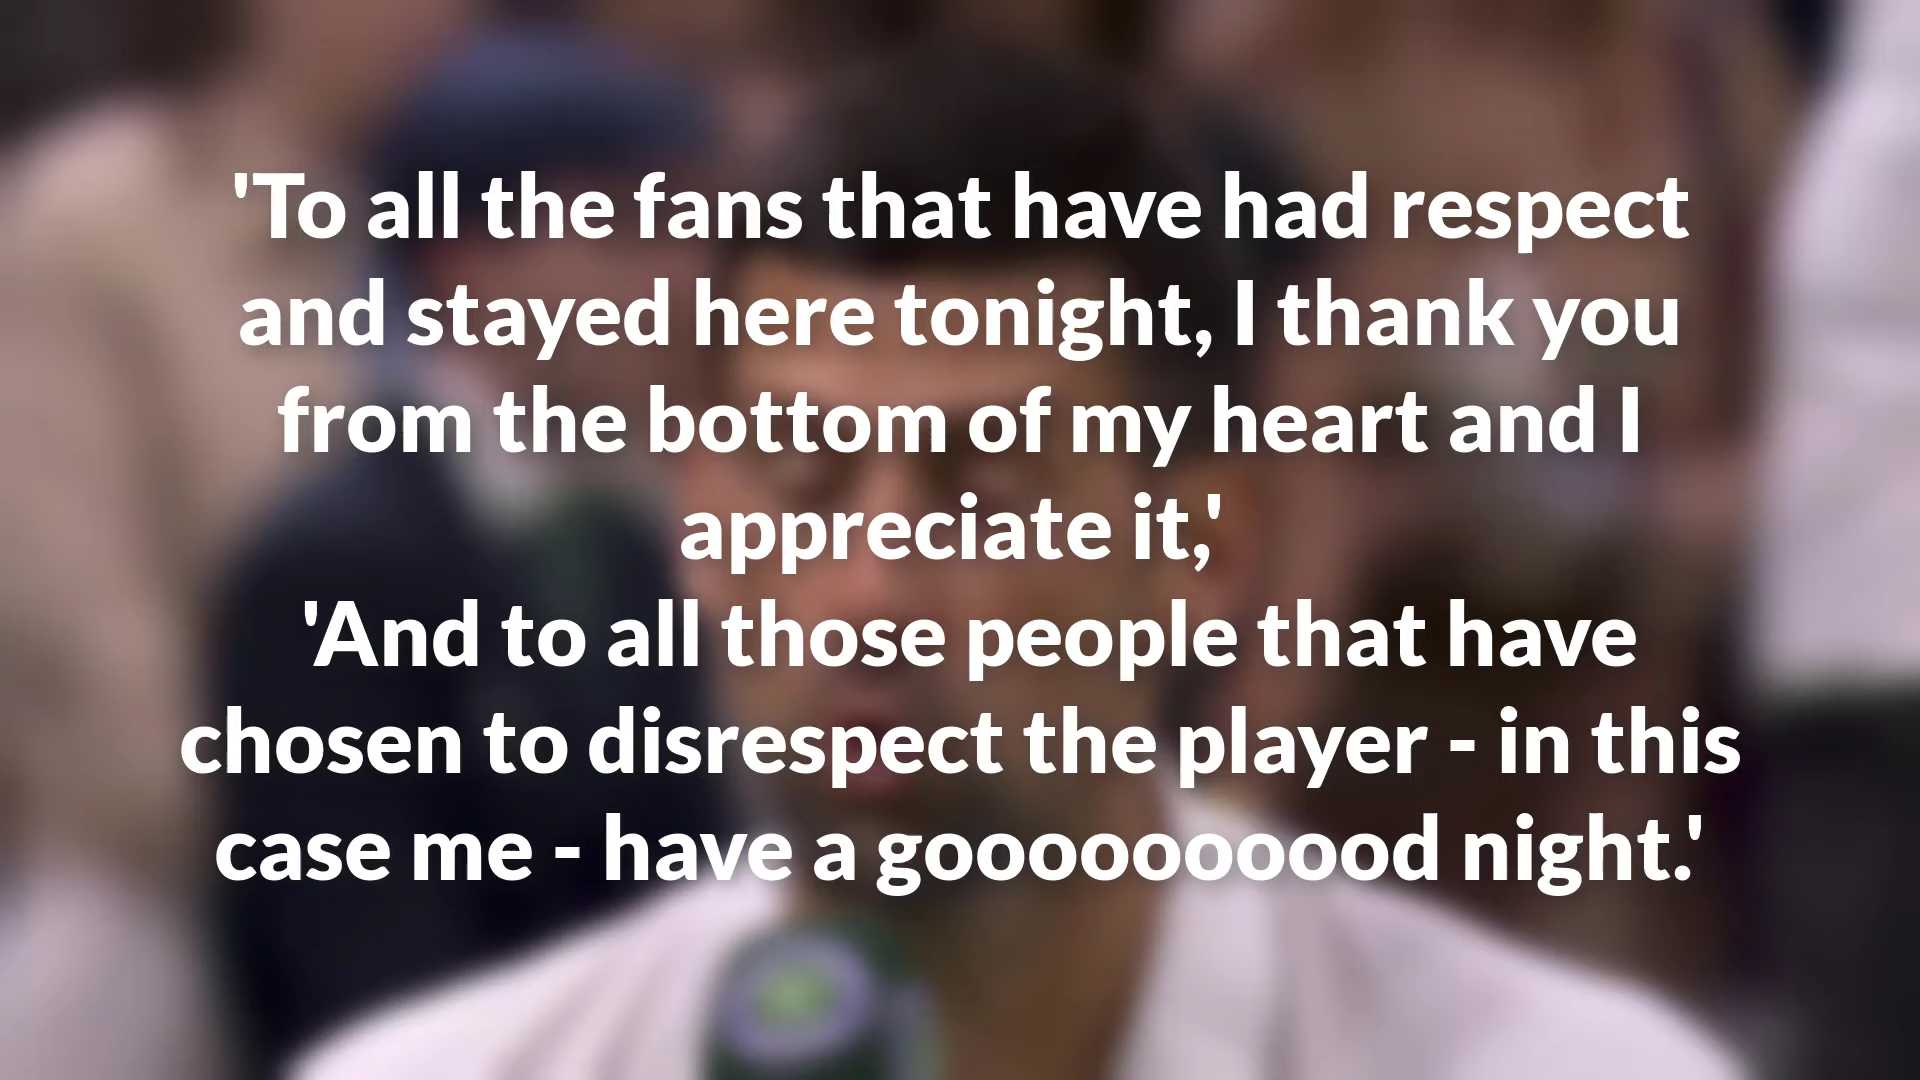 'To all the fans that have had respect
and stayed here tonight, I thank you
from the bottom of my heart and I
appreciate it,'
'And to all those people that have
chosen to disrespect the player - in this
case me - have a goooooooood night.'